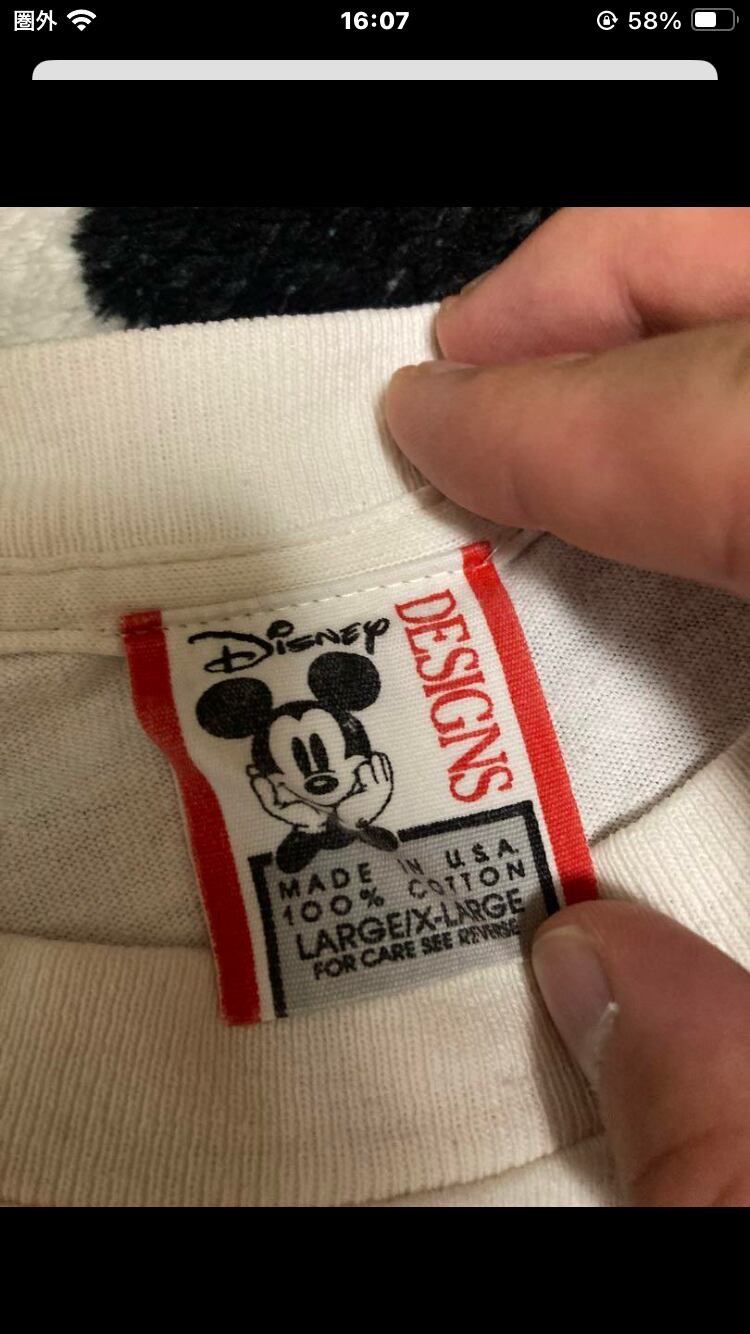 圏外 16:07 58%
Disney
DESIGNS
MADE IN U.S.A.
100% COTTON
LARGE/X-LARGE
FOR CARE SEE REVERSE